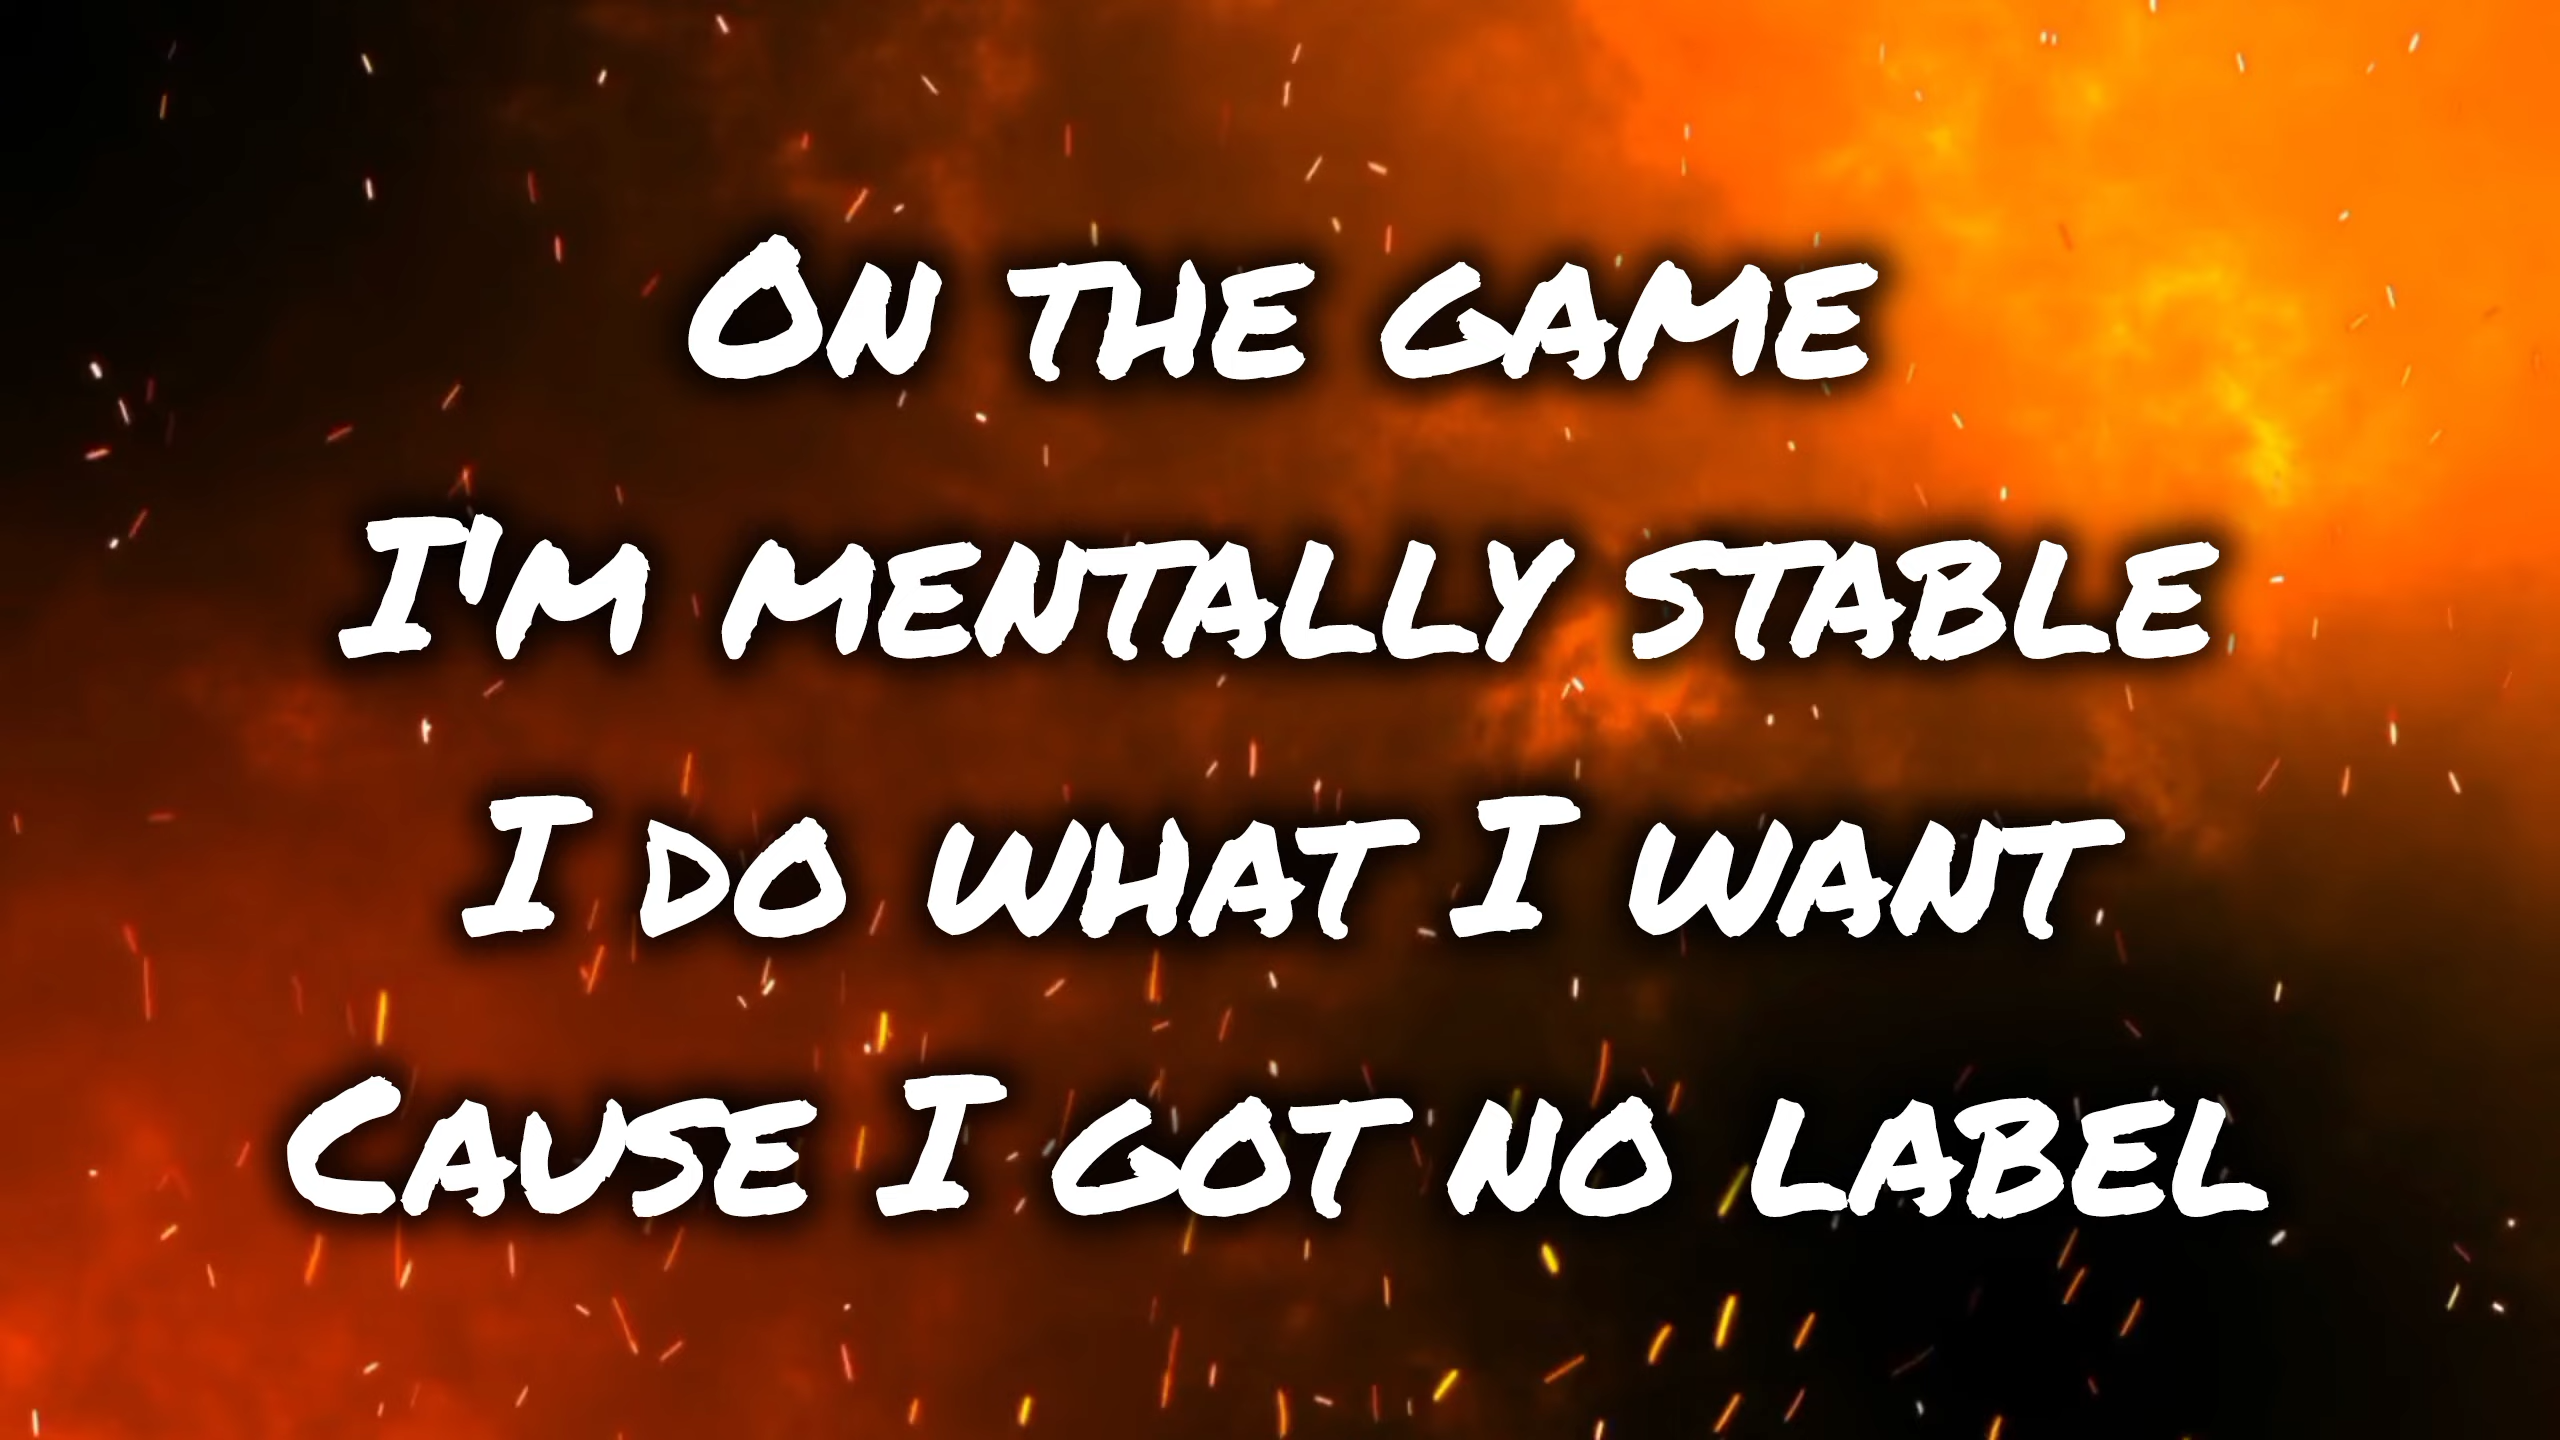 On the game
I'm mentally stable
I do what I want
Cause I got no label